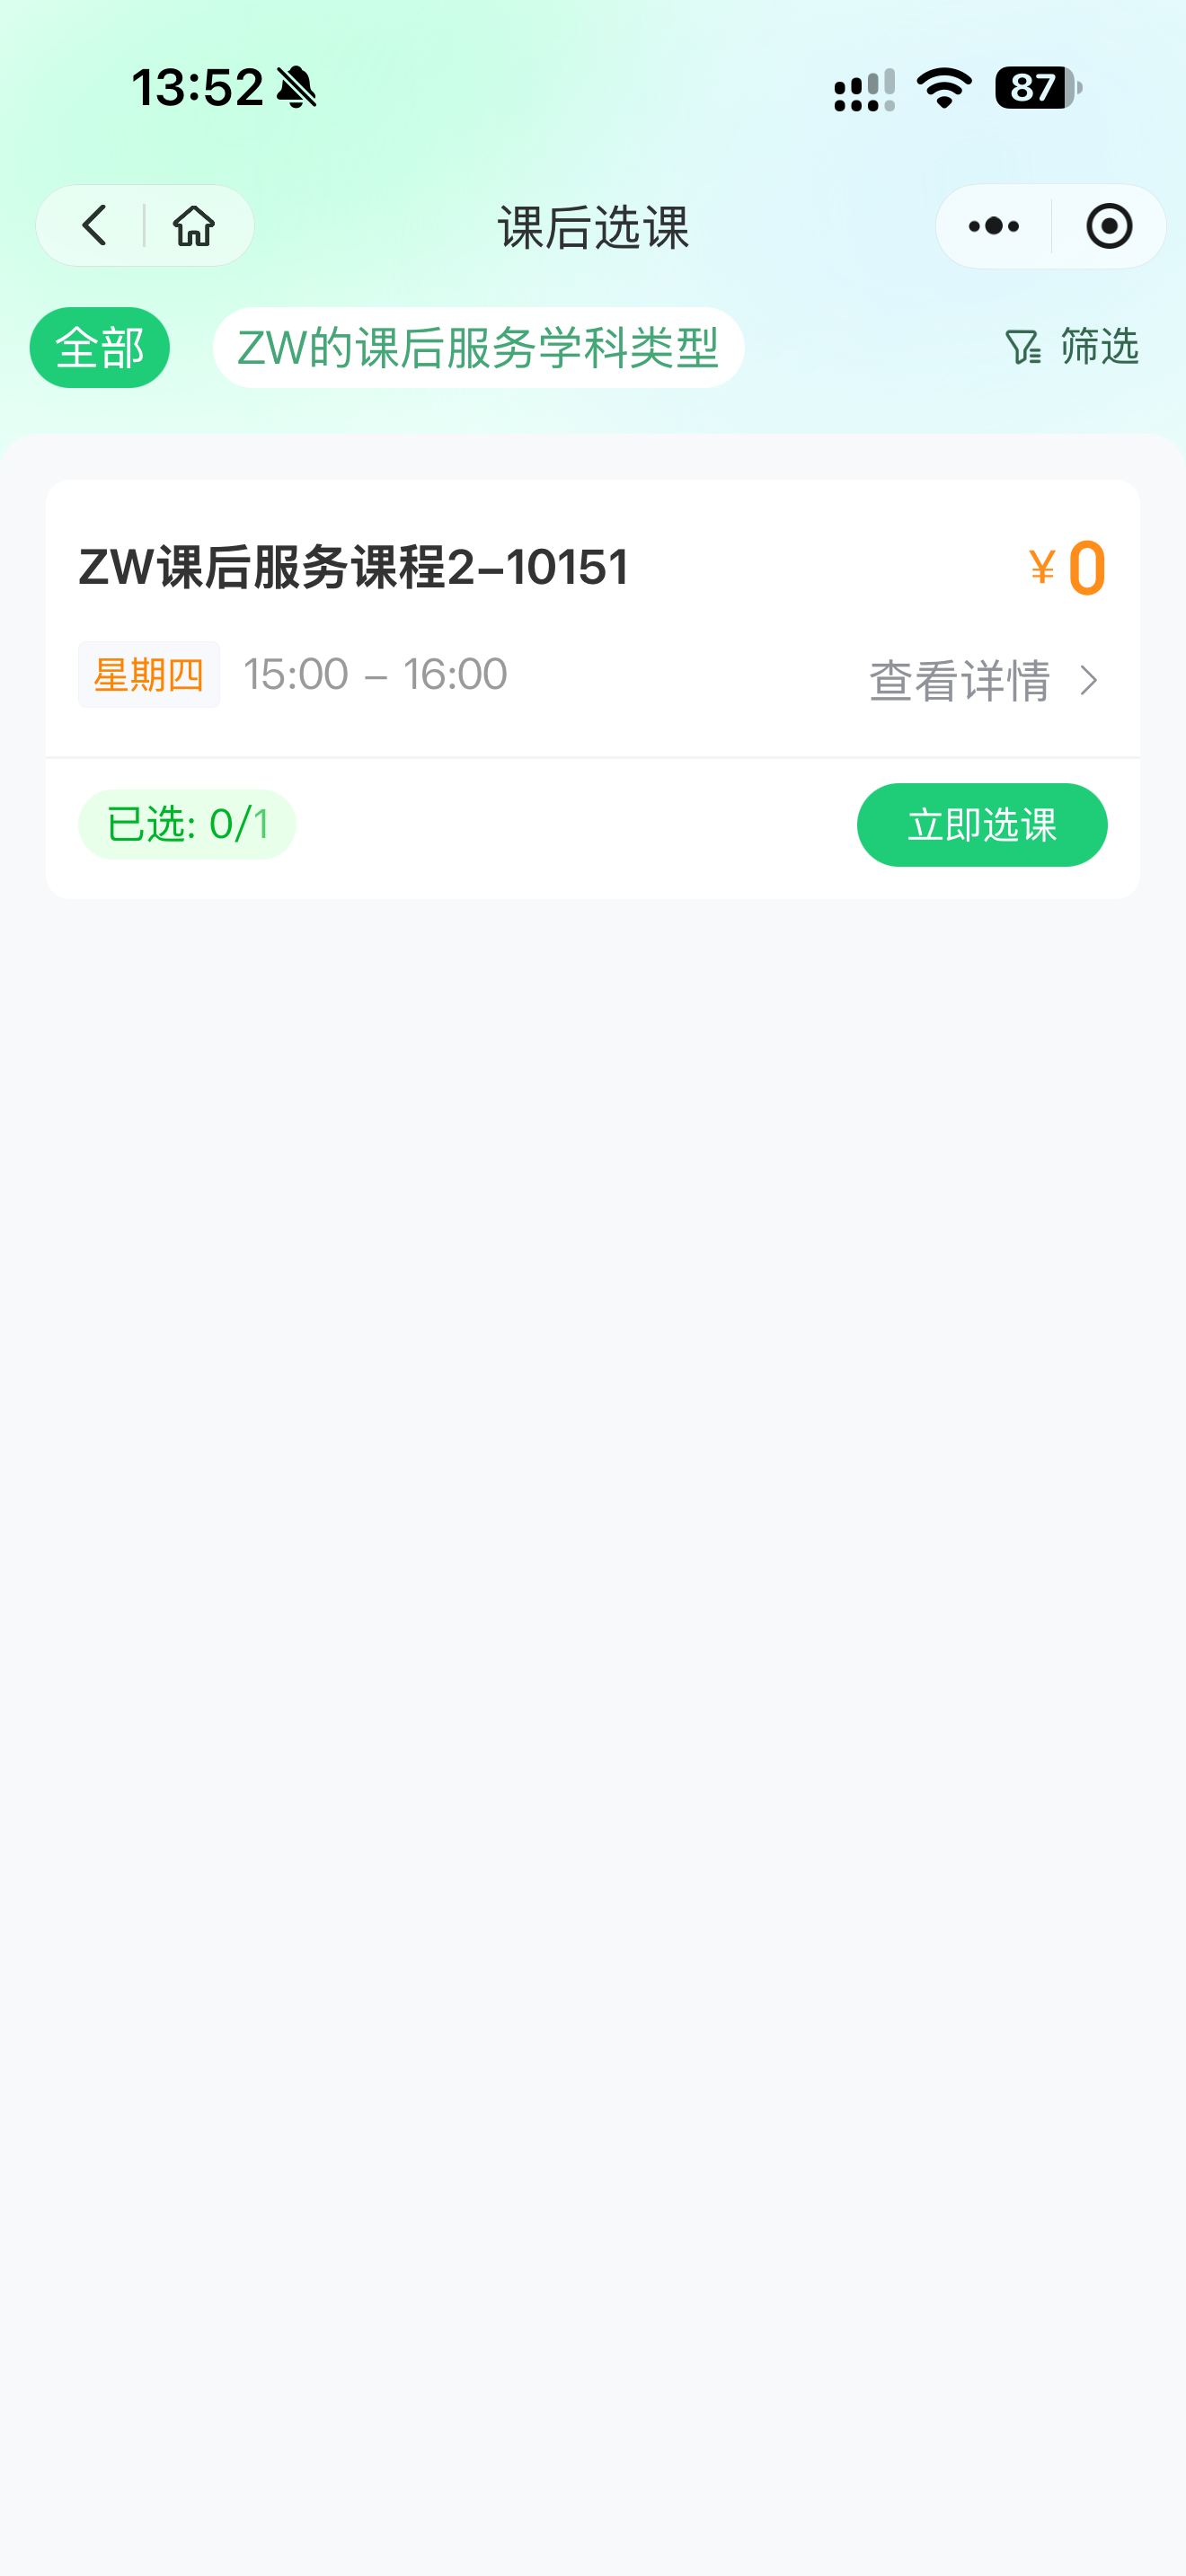 13:52
87
课后选课
全部
ZW的课后服务学科类型
筛选
ZW课后服务课程2-10151
¥0
星期四 15:00 - 16:00
查看详情
已选: 0/1
立即选课